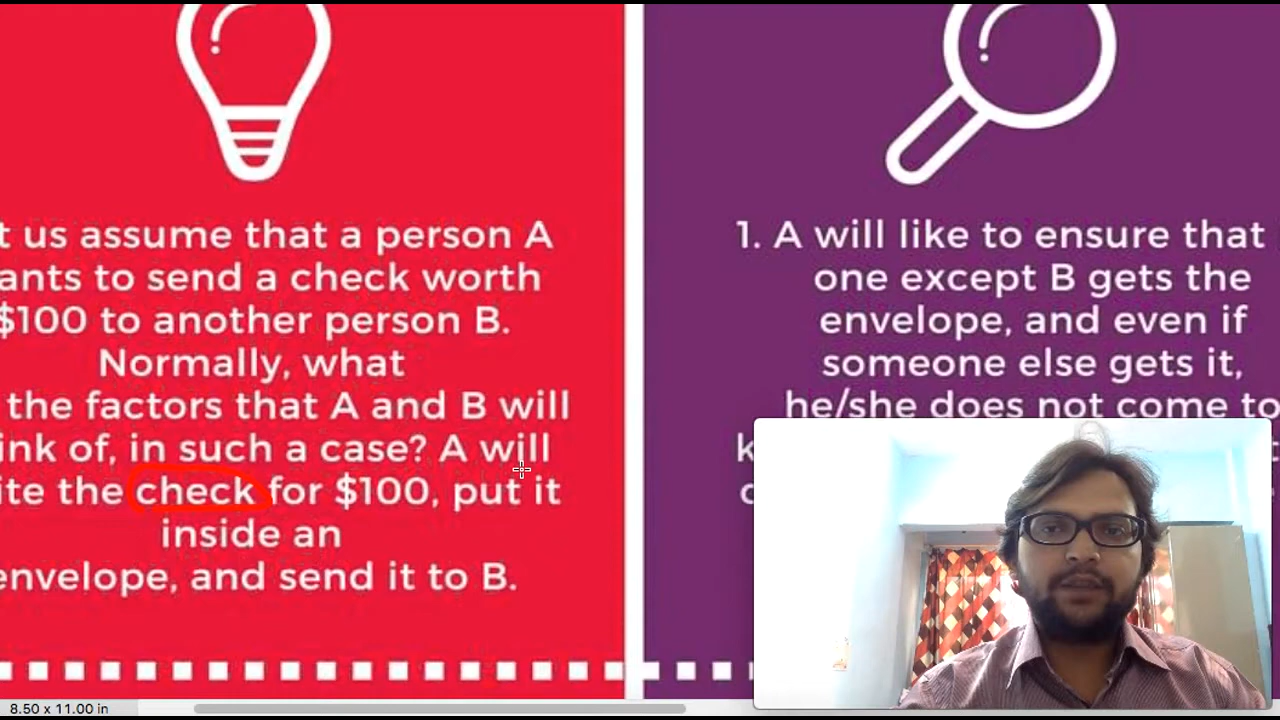 t us assume that a person A
ants to send a check worth
$100 to another person B.
Normally, what
the factors that A and B will
ink of, in such a case? A will
ite the check for $100, put it
inside an
envelope, and send it to B.
1. A will like to ensure that
one except B gets the
envelope, and even if
someone else gets it,
he/she does not come to
8.50 x 11.00 in